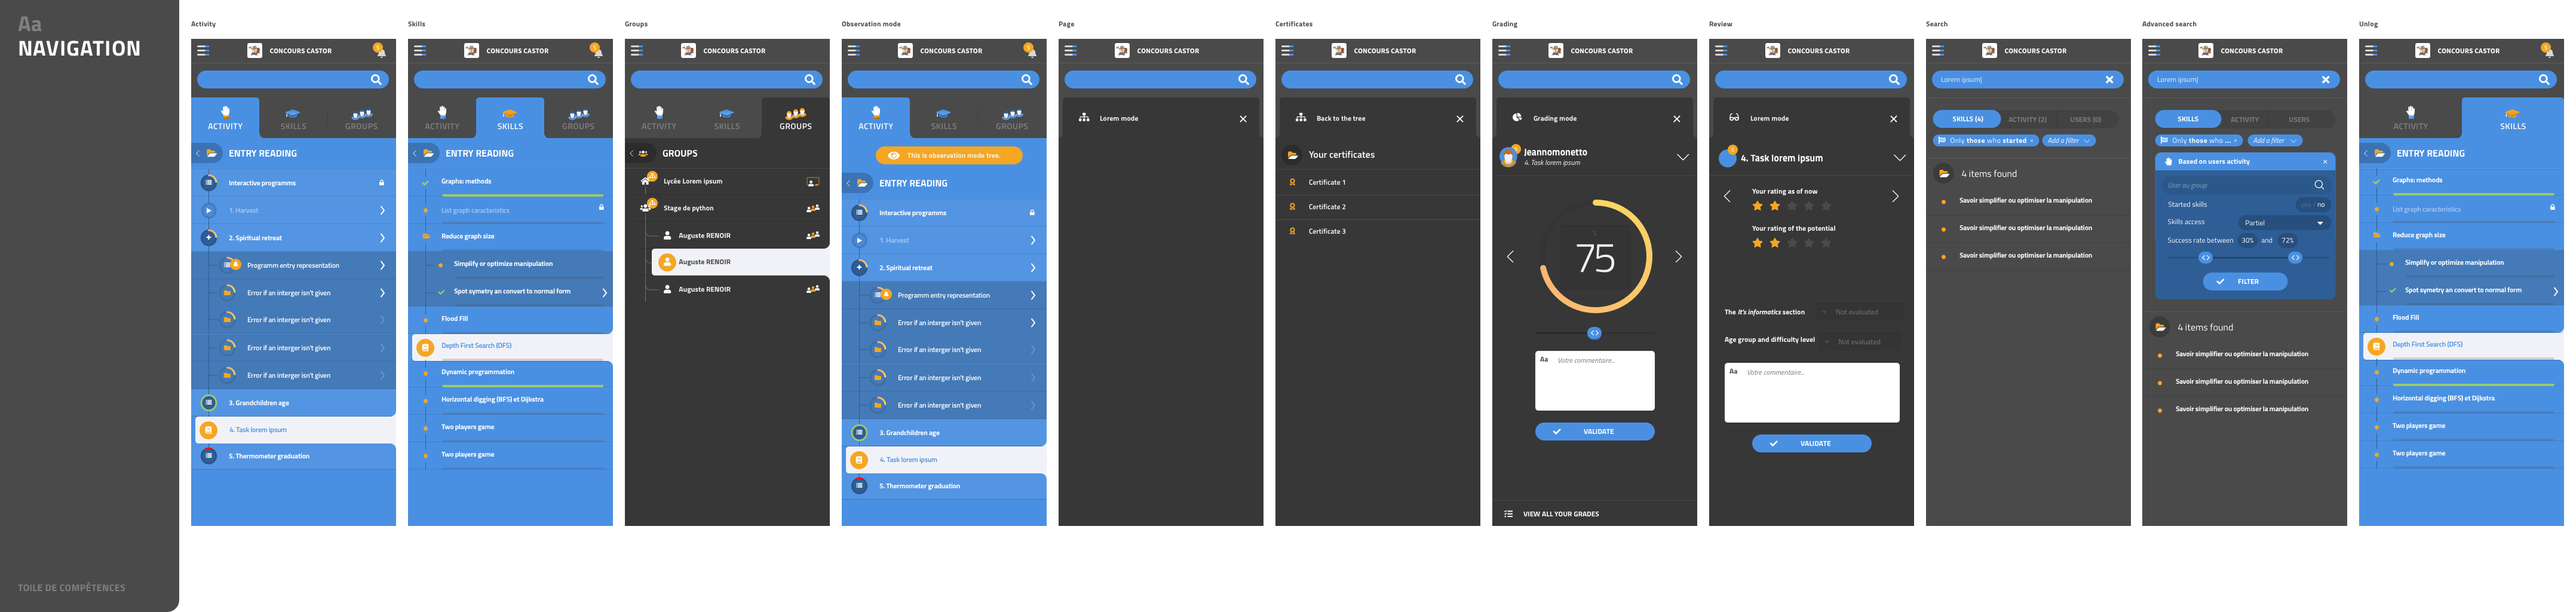 Aa
NAVIGATION
TOILE DE COMPÉTENCES
Activity
CONCOURS CASTOR
ACTIVITY
SKILLS
GROUPS
ENTRY READING
Interactive programms
1. Harvest
2. Spiritual retreat
Programm entry representation
Error if an interger isn't given
Error if an interger isn't given
Error if an interger isn't given
Error if an interger isn't given
3. Grandchildren age
4. Task lorem ipsum
5. Thermometer graduation
Skills
CONCOURS CASTOR
ACTIVITY
SKILLS
GROUPS
ENTRY READING
Graphs: methods
List graph caracteristics
Reduce graph size
Simplify or optimize manipulation
Spot symetry an convert to normal form
Flood Fill
Depth First Search (DFS)
Dynamic programmation
Horizontal digging (BFS) et Dijkstra
Two players game
Two players game
Groups
CONCOURS CASTOR
ACTIVITY
SKILLS
GROUPS
GROUPS
Lycée Lorem ipsum
Stage de python
Auguste RENOIR
Auguste RENOIR
Auguste RENOIR
Observation mode
CONCOURS CASTOR
ACTIVITY
SKILLS
GROUPS
This is observation mode tree.
ENTRY READING
Interactive programms
1. Harvest
2. Spiritual retreat
Programm entry representation
Error if an interger isn't given
Error if an interger isn't given
Error if an interger isn't given
Error if an interger isn't given
3. Grandchildren age
4. Task lorem ipsum
5. Thermometer graduation
Page
CONCOURS CASTOR
Lorem mode
Certificates
CONCOURS CASTOR
Back to the tree
Your certificates
Certificate 1
Certificate 2
Certificate 3
Grading
CONCOURS CASTOR
Grading mode
Jeannomonetto
4. Task lorem ipsum
75
Aa
Votre commentaire..
VALIDATE
VIEW ALL YOUR GRADES
Review
CONCOURS CASTOR
Lorem mode
4. Task lorem ipsum
Your rating as of now
Your rating of the potential
The It's informatics section
Not evaluated
Age group and difficulty level
Not evaluated
Aa
Votre commentaire..
VALIDATE
Search
CONCOURS CASTOR
Lorem ipsum|
SKILLS (4)
ACTIVITY (2)
USERS (0)
Only those who started ×
Add a filter
4 items found
Savoir simplifier ou optimiser la manipulation
Savoir simplifier ou optimiser la manipulation
Savoir simplifier ou optimiser la manipulation
Advanced search
CONCOURS CASTOR
Lorem ipsum|
SKILLS
ACTIVITY
USERS
Only those who ... ×
Add a filter
Based on users activity
User ou group
Started skills
/ no
Skills access
Partiel
Success rate between 30% and 72%
FILTER
4 items found
Savoir simplifier ou optimiser la manipulation
Savoir simplifier ou optimiser la manipulation
Savoir simplifier ou optimiser la manipulation
Unlog
CONCOURS CASTOR
ACTIVITY
SKILLS
ENTRY READING
Graphs: methods
List graph caracteristics
Reduce graph size
Simplify or optimize manipulation
Spot symetry an convert to normal form
Flood Fill
Depth First Search (DFS)
Dynamic programmation
Horizontal digging (BFS) et Dijkstra
Two players game
Two players game